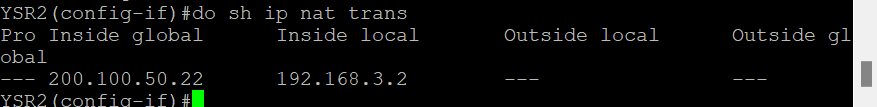 YSR2(config-if)#do sh ip nat trans
Pro Inside global      Inside local       Outside local      Outside gl
obal
--- 200.100.50.22      192.168.3.2        ---                ---
YSR2(config-if)#